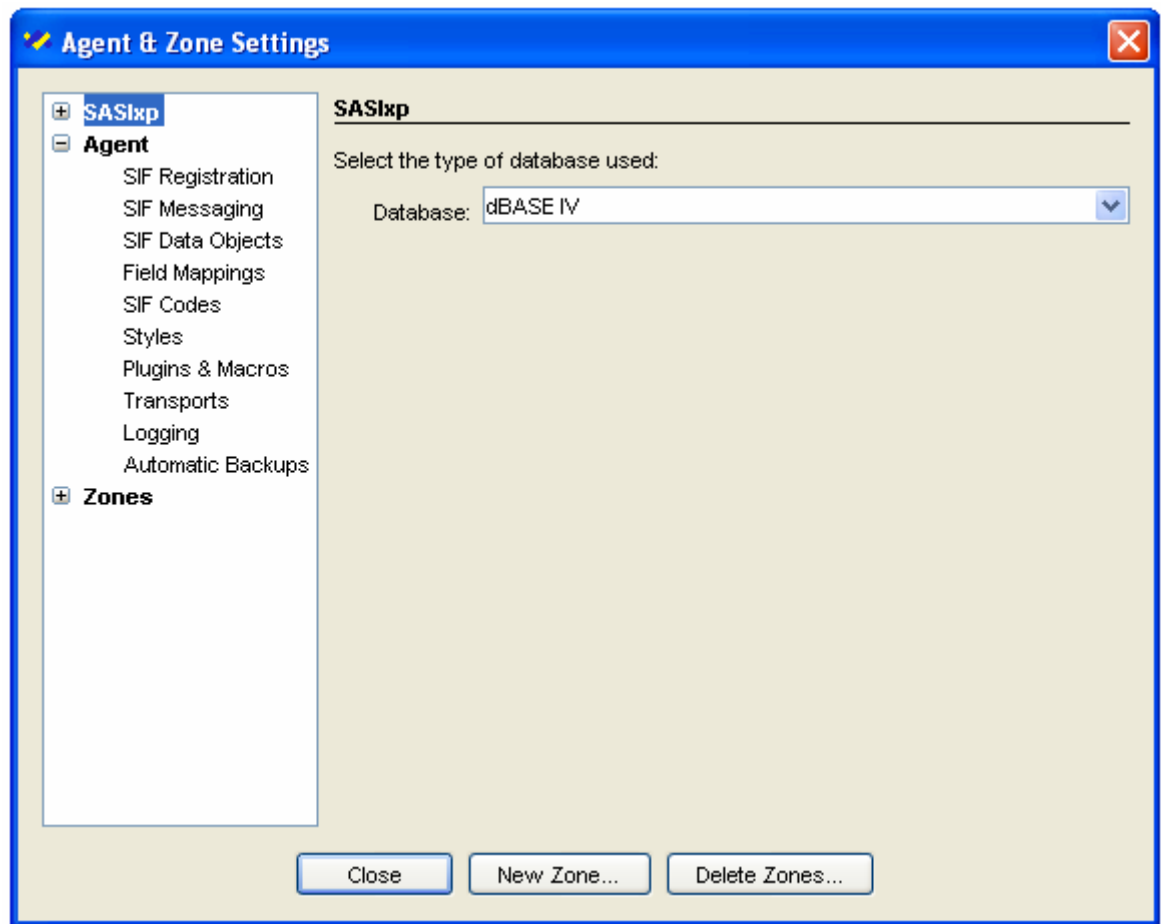 Agent & Zone Settings
SASIxp
Agent
SIF Registration
SIF Messaging
SIF Data Objects
Field Mappings
SIF Codes
Styles
Plugins & Macros
Transports
Logging
Automatic Backups
Zones
SASIxp
Select the type of database used:
Database: dBASE IV
Close New Zone... Delete Zones...